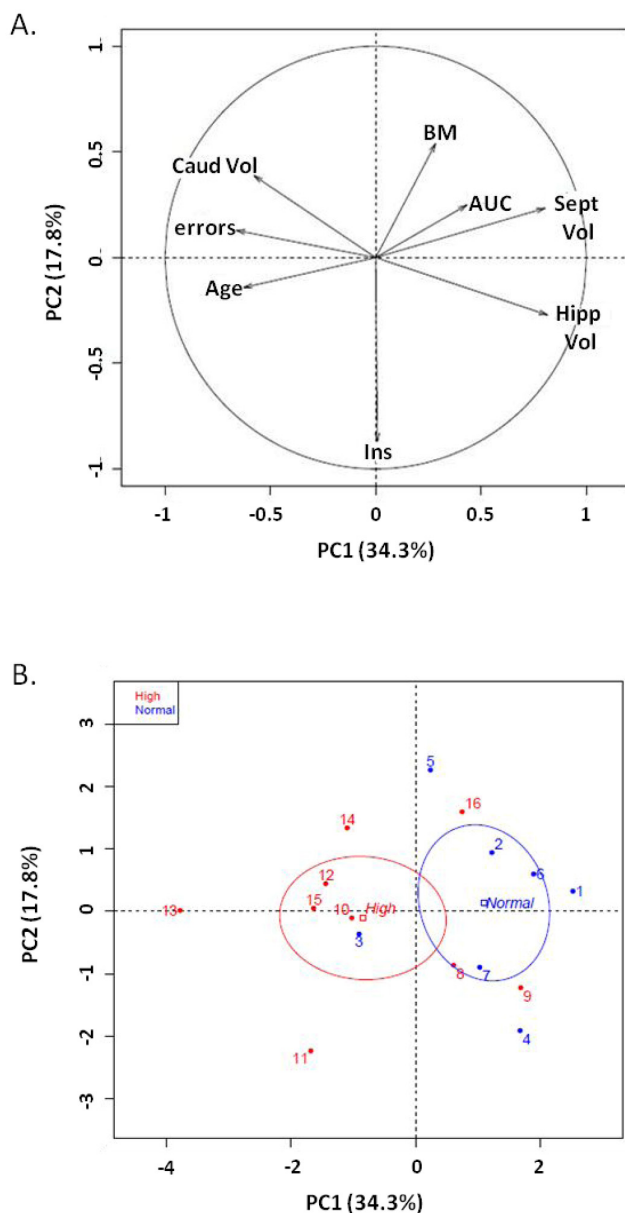 A.
1
0.5
0
-0.5
-1
PC2 (17.8%)
BM
Caud Vol
AUC
Sept
Vol
errors
Age
Hipp
Vol
Ins
-1
-0.5
0
0.5
1
PC1 (34.3%)
B.
High
Normal
3
2
1
0
-1
-2
-3
PC2 (17.8%)
5
16
14
2
12
6
1
15
13
10
High
Normal
3
8
7
9
4
11
-4
-2
0
2
PC1 (34.3%)